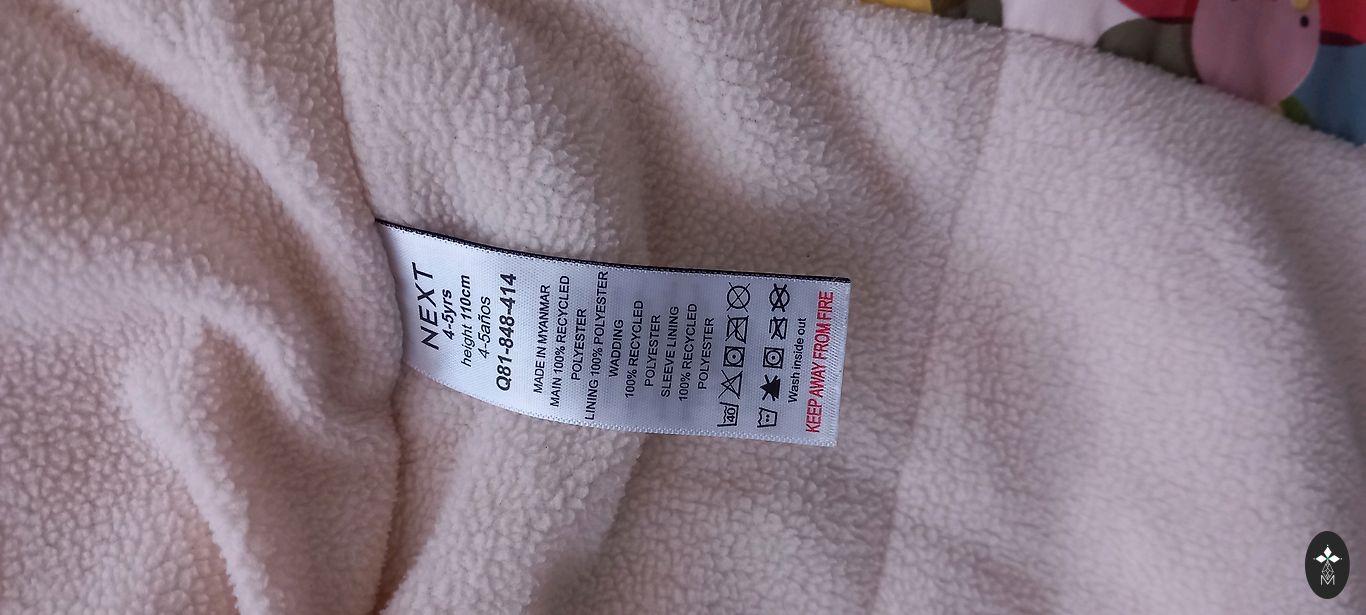 NEXT
4-5yrs
height 110cm
4-5años
Q81-848-414
MADE IN MYANMAR
MAIN 100% RECYCLED
POLYESTER
LINING 100% POLYESTER
WADDING
100% RECYCLED
POLYESTER
SLEEVE LINING
100% RECYCLED
POLYESTER
40
Wash inside out
KEEP AWAY FROM FIRE
M